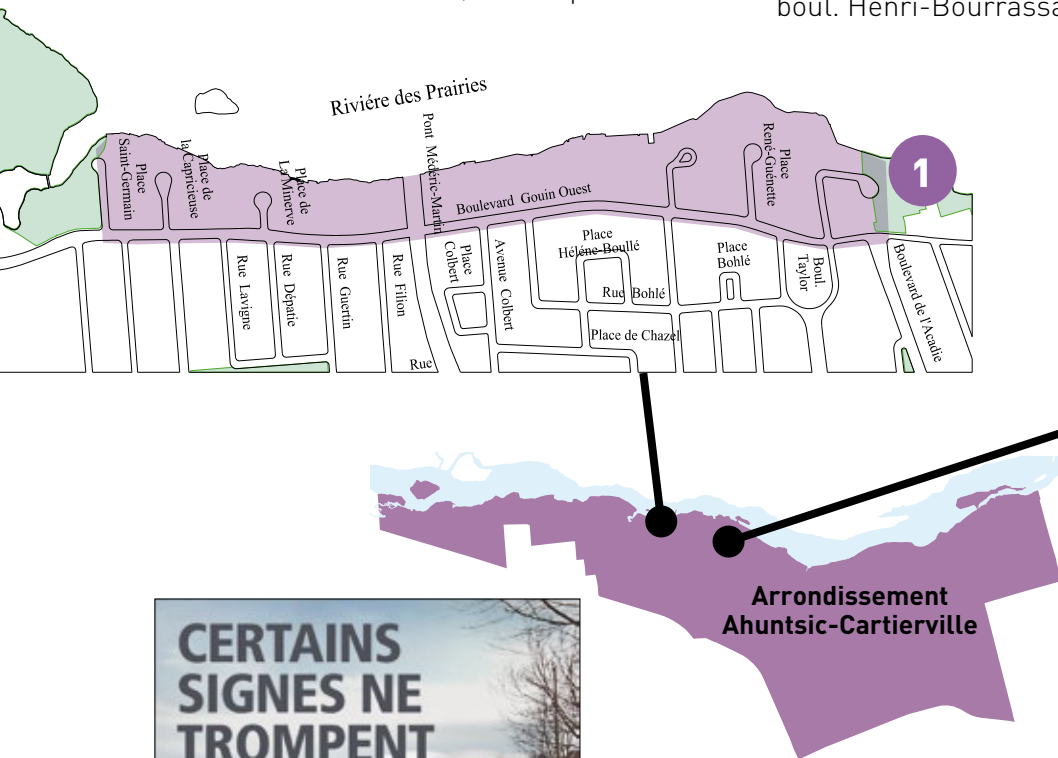 boul. Henri-Bourrassa
Riviére des Prairies
Pont Médéric-Martin
Place
Saint-Germain
Place de
la Capricieuse
Place de
La Minerve
Boulevard Gouin Ouest
Place
René-Guénette
1
Rue Lavigne
Rue Dépatie
Rue Guertin
Rue Filion
Place
Colbert
Avenue Colbert
Place
Héléne-Boullé
Rue Bohlé
Place
Bohlé
Boul.
Taylor
Boulevard de l'Acadie
Place de Chazel
Rue
Arrondissement
Ahuntsic-Cartierville
CERTAINS
SIGNES NE
TROMPENT